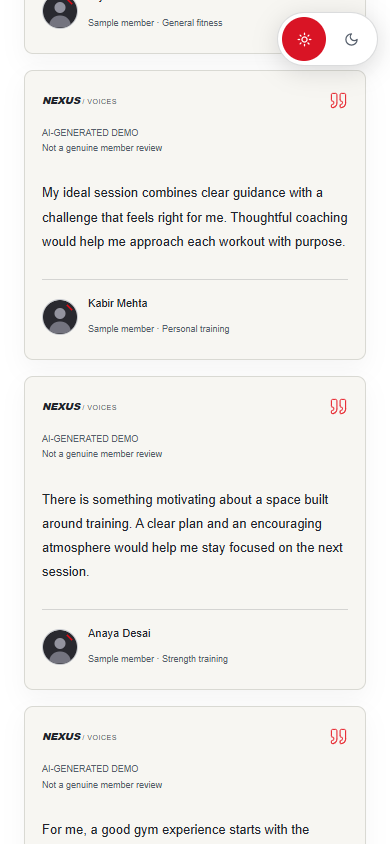 Sample member · General fitness
NEXUS / VOICES
AI-GENERATED DEMO
Not a genuine member review
My ideal session combines clear guidance with a
challenge that feels right for me. Thoughtful coaching
would help me approach each workout with purpose.
Kabir Mehta
Sample member · Personal training
NEXUS / VOICES
AI-GENERATED DEMO
Not a genuine member review
There is something motivating about a space built
around training. A clear plan and an encouraging
atmosphere would help me stay focused on the next
session.
Anaya Desai
Sample member · Strength training
NEXUS / VOICES
AI-GENERATED DEMO
Not a genuine member review
For me, a good gym experience starts with the